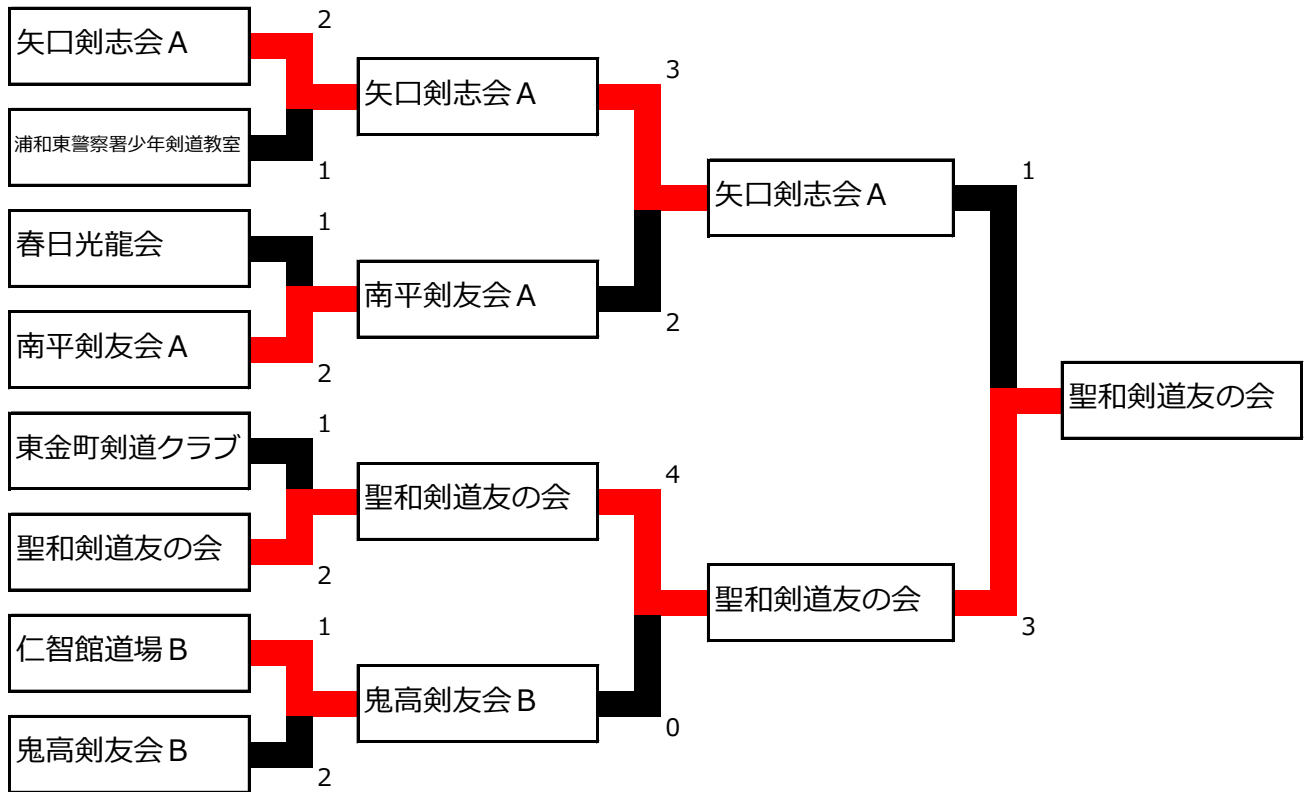 矢口剣志会A
2
浦和東警察署少年剣道教室
1
春日光龍会
1
南平剣友会A
2
東金町剣道クラブ
1
聖和剣道友の会
2
仁智館道場B
1
鬼高剣友会B
2
矢口剣志会A
3
南平剣友会A
2
聖和剣道友の会
4
鬼高剣友会B
0
矢口剣志会A
1
聖和剣道友の会
3
聖和剣道友の会